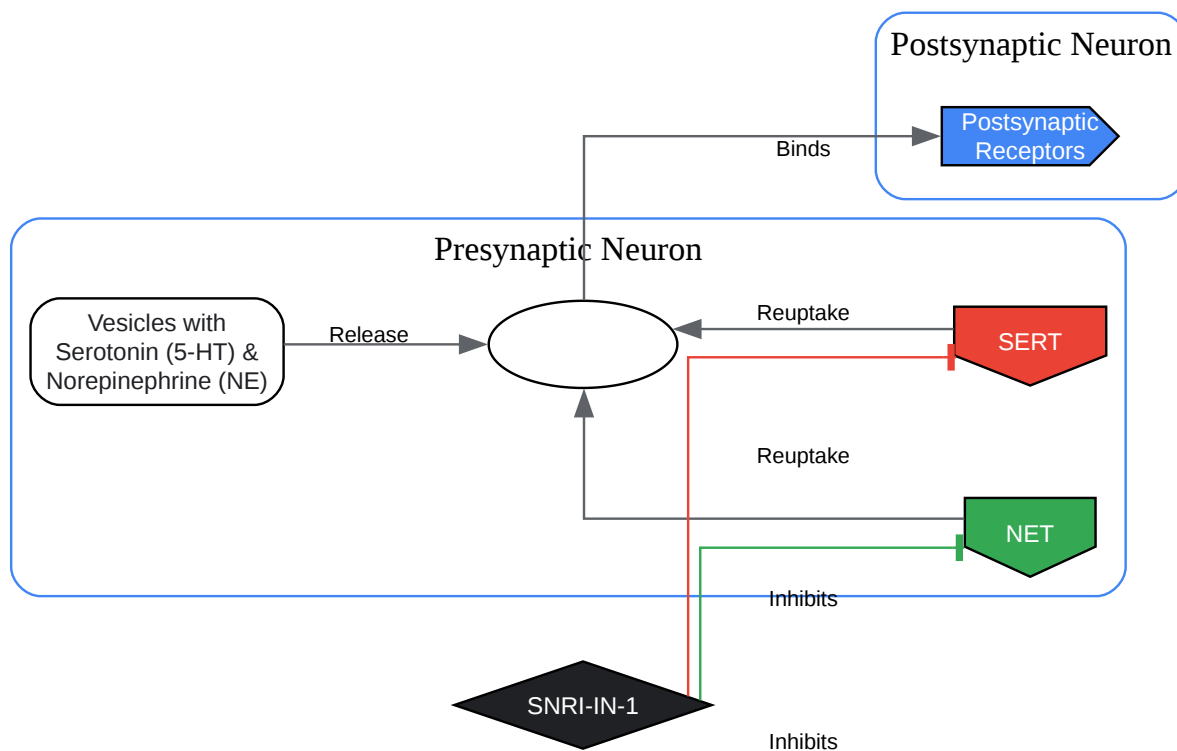 Postsynaptic Neuron
Postsynaptic
Receptors
Binds
Presynaptic Neuron
Vesicles with
Serotonin (5-HT) &
Norepinephrine (NE)
Release
Reuptake
SERT
Reuptake
NET
Inhibits
SNRI-IN-1
Inhibits